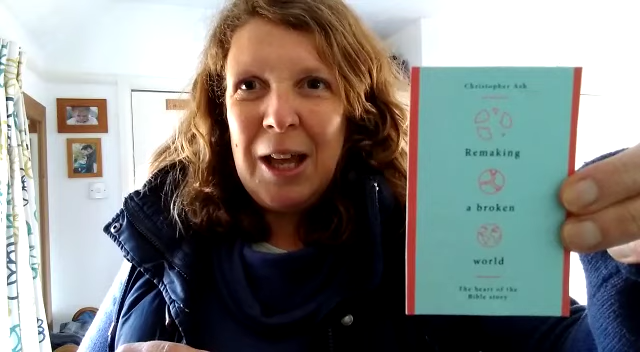 Christopher Ash
Remaking
a broken
world
The heart of the
Bible story